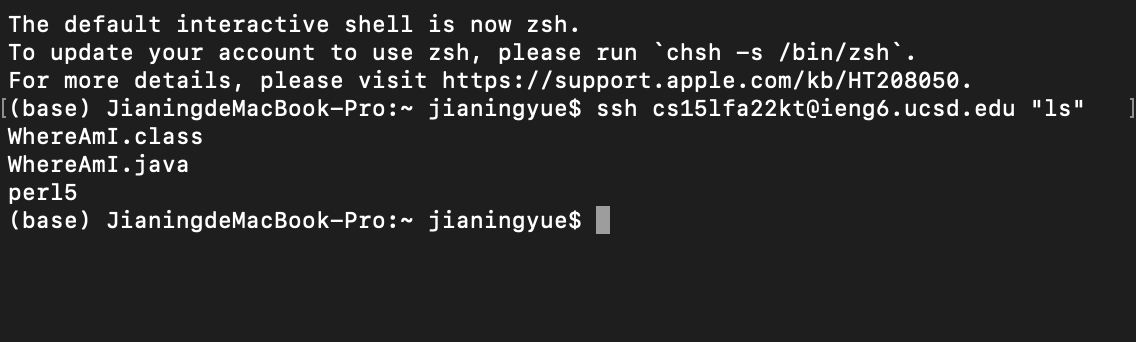 The default interactive shell is now zsh.
To update your account to use zsh, please run `chsh -s /bin/zsh`.
For more details, please visit https://support.apple.com/kb/HT208050.
[(base) JianingdeMacBook-Pro:~ jianingyue$ ssh cs15lfa22kt@ieng6.ucsd.edu "ls" ]
WhereAmI.class
WhereAmI.java
perl5
(base) JianingdeMacBook-Pro:~ jianingyue$